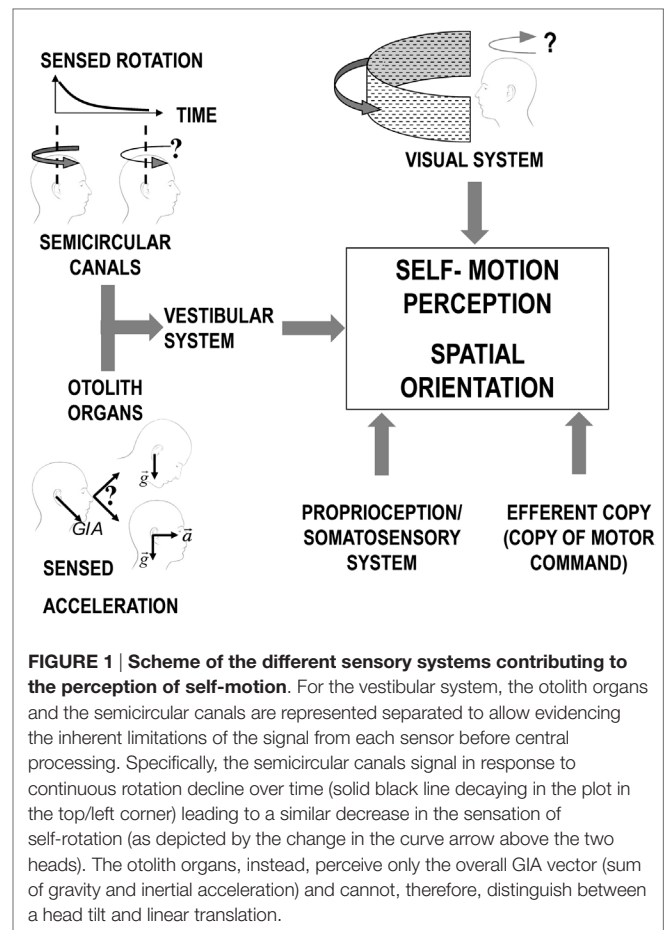 SENSED ROTATION
TIME
?
SEMICIRCULAR
CANALS
VESTIBULAR
SYSTEM
OTOLITH
ORGANS
g
?
GIA
g
a
SENSED
ACCELERATION
?
VISUAL SYSTEM
SELF- MOTION
PERCEPTION
SPATIAL
ORIENTATION
PROPRIOCEPTION/
SOMATOSENSORY
SYSTEM
EFFERENT COPY
(COPY OF MOTOR
COMMAND)
FIGURE 1 | Scheme of the different sensory systems contributing to
the perception of self-motion. For the vestibular system, the otolith organs
and the semicircular canals are represented separated to allow evidencing
the inherent limitations of the signal from each sensor before central
processing. Specifically, the semicircular canals signal in response to
continuous rotation decline over time (solid black line decaying in the plot in
the top/left corner) leading to a similar decrease in the sensation of
self-rotation (as depicted by the change in the curve arrow above the two
heads). The otolith organs, instead, perceive only the overall GIA vector (sum
of gravity and inertial acceleration) and cannot, therefore, distinguish between
a head tilt and linear translation.